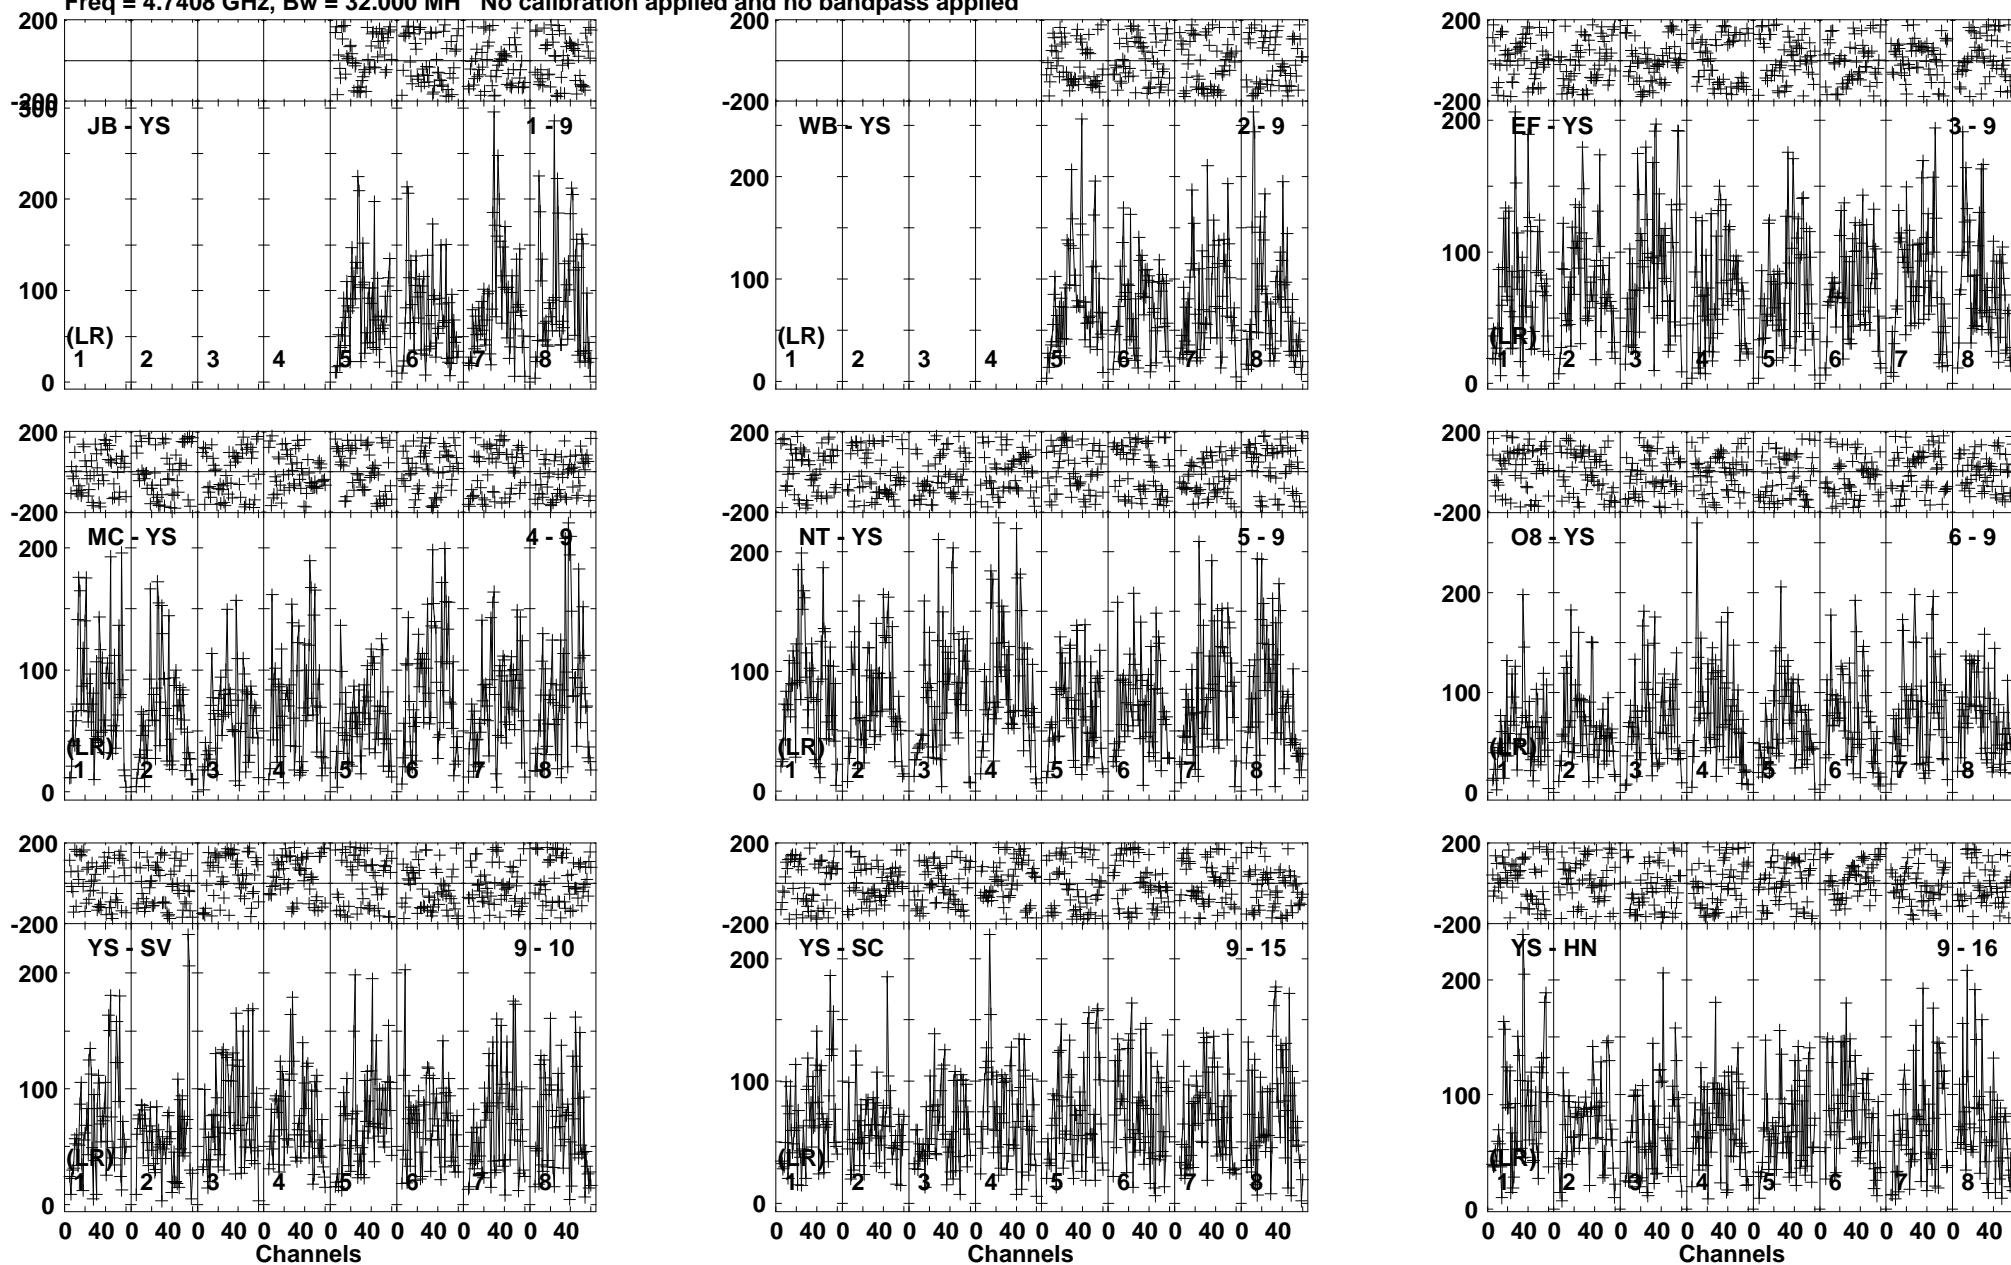 Freq = 4.7408 GHz, Bw = 32.000 MH No calibration applied and no bandpass applied
200 200 200
-200 -200 -200
300
JB - YS 1 - 9 WB - YS 2 - 9 EF - YS 3 - 9
200 200 200
100 100 100
(LR) (LR) (LR)
1 2 3 4 5 6 7 8 1 2 3 4 5 6 7 8 1 2 3 4 5 6 7 8
0 0 0
200 200 200
-200 -200 -200
MC - YS 4 - 9 NT - YS 5 - 9 O8 - YS 6 - 9
200 200 200
100 100 100
(LR) (LR) (LR)
1 2 3 4 5 6 7 8 1 2 3 4 5 6 7 8 1 2 3 4 5 6 7 8
0 0 0
200 200 200
-200 -200 -200
YS - SV 9 - 10 YS - SC 9 - 15 YS - HN 9 - 16
200 200 200
100 100 100
(LR) (LR) (LR)
1 2 3 4 5 6 7 8 1 2 3 4 5 6 7 8 1 2 3 4 5 6 7 8
0 0 0
0 40 0 40 0 40 0 40 0 40 0 40 0 40 0 40 0 40 0 40 0 40 0 40 0 40 0 40 0 40 0 40 0 40 0 40 0 40 0 40 0 40 0 40 0 40 0 40
Channels Channels Channels